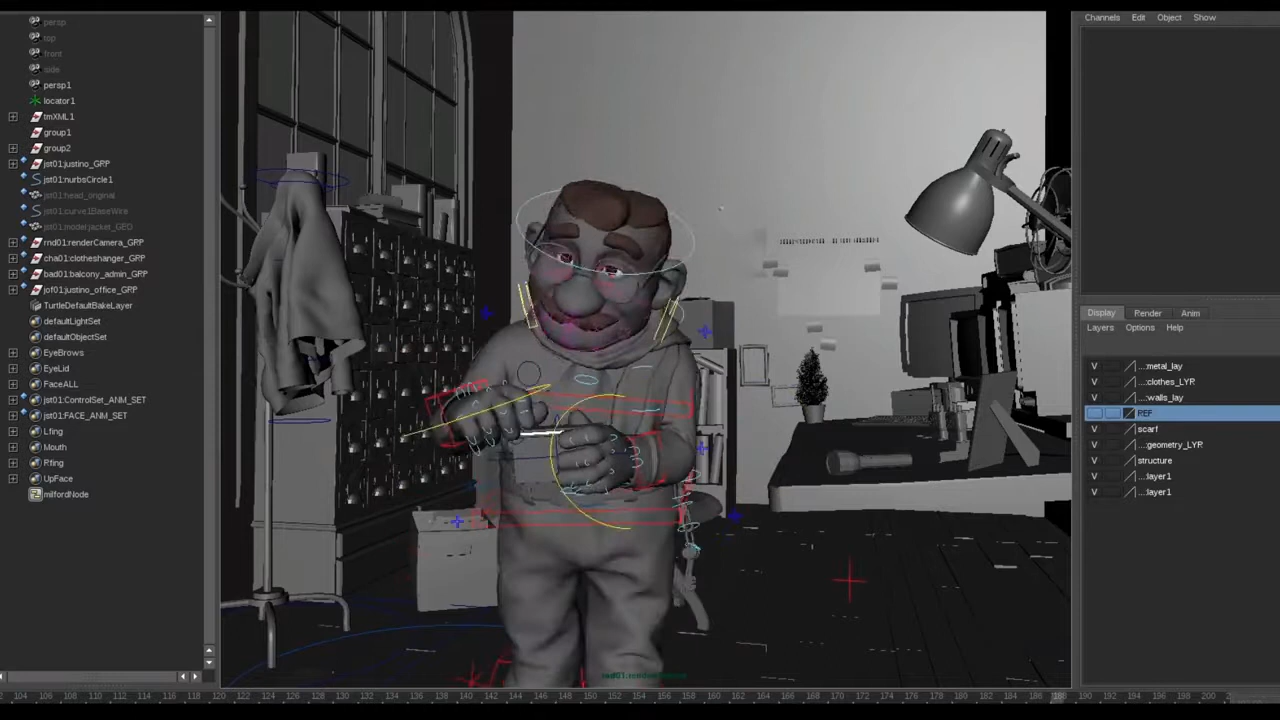 persp
top
front
side
persp1
locator1
tmXML1
group1
group2
jst01:justino_GRP
jst01:nurbsCircle1
jst01:head_original
jst01:curve1BaseWire
jst01:model:jacket_GEO
rnd01:renderCamera_GRP
cha01:clotheshanger_GRP
bad01:balcony_admin_GRP
jof01:justino_office_GRP
TurtleDefaultBakeLayer
defaultLightSet
defaultObjectSet
EyeBrows
EyeLid
FaceALL
jst01:ControlSet_ANM_SET
jst01:FACE_ANM_SET
Lfing
Mouth
Rfing
UpFace
milfordNode
Channels Edit Object Show
Display Render Anim
Layers Options Help
V ...:metal_lay
V ...:clothes_LYR
V ...:walls_lay
REF
V scarf
V ...:geometry_LYR
V structure
V ...:layer1
V ...:layer1
104 106 108 110 112 114 116 118 120 122 124 126 128 130 132 134 136 138 140 142 144 146 148 150 152 154 156 158 160 162 164 166 168 170 172 174 176 178 180 182 184 186 188 190 192 194 196 198 200